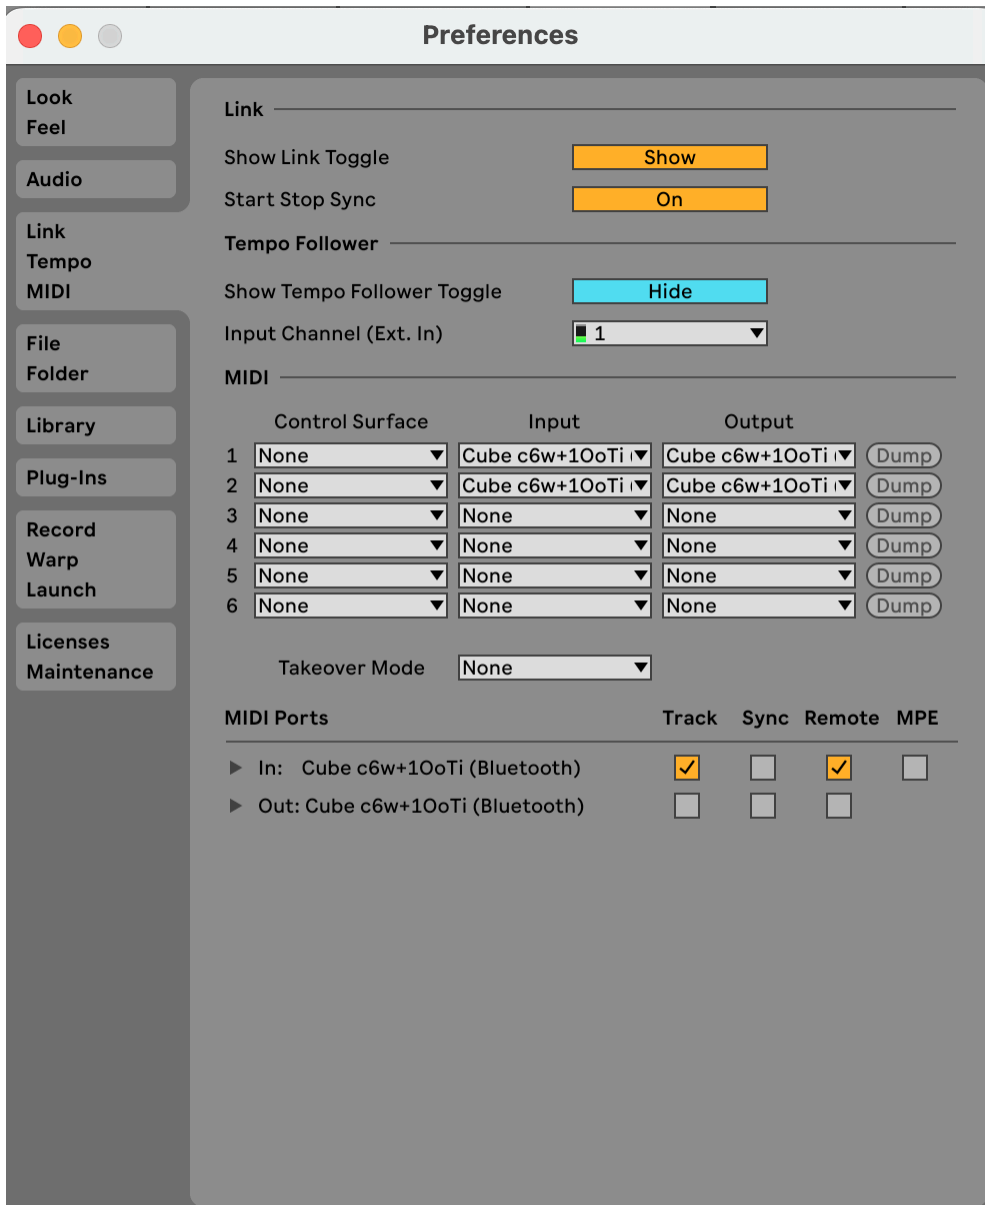 Preferences
Look
Feel
Audio
Link
Tempo
MIDI
File
Folder
Library
Plug-Ins
Record
Warp
Launch
Licenses
Maintenance
Link
Show Link Toggle Show
Start Stop Sync On
Tempo Follower
Show Tempo Follower Toggle Hide
Input Channel (Ext. In) 1
MIDI
Control Surface Input Output
1 None Cube c6w+1OoTi ( Cube c6w+1OoTi ( Dump
2 None Cube c6w+1OoTi ( Cube c6w+1OoTi ( Dump
3 None None None Dump
4 None None None Dump
5 None None None Dump
6 None None None Dump
Takeover Mode None
MIDI Ports Track Sync Remote MPE
In: Cube c6w+1OoTi (Bluetooth)
Out: Cube c6w+1OoTi (Bluetooth)